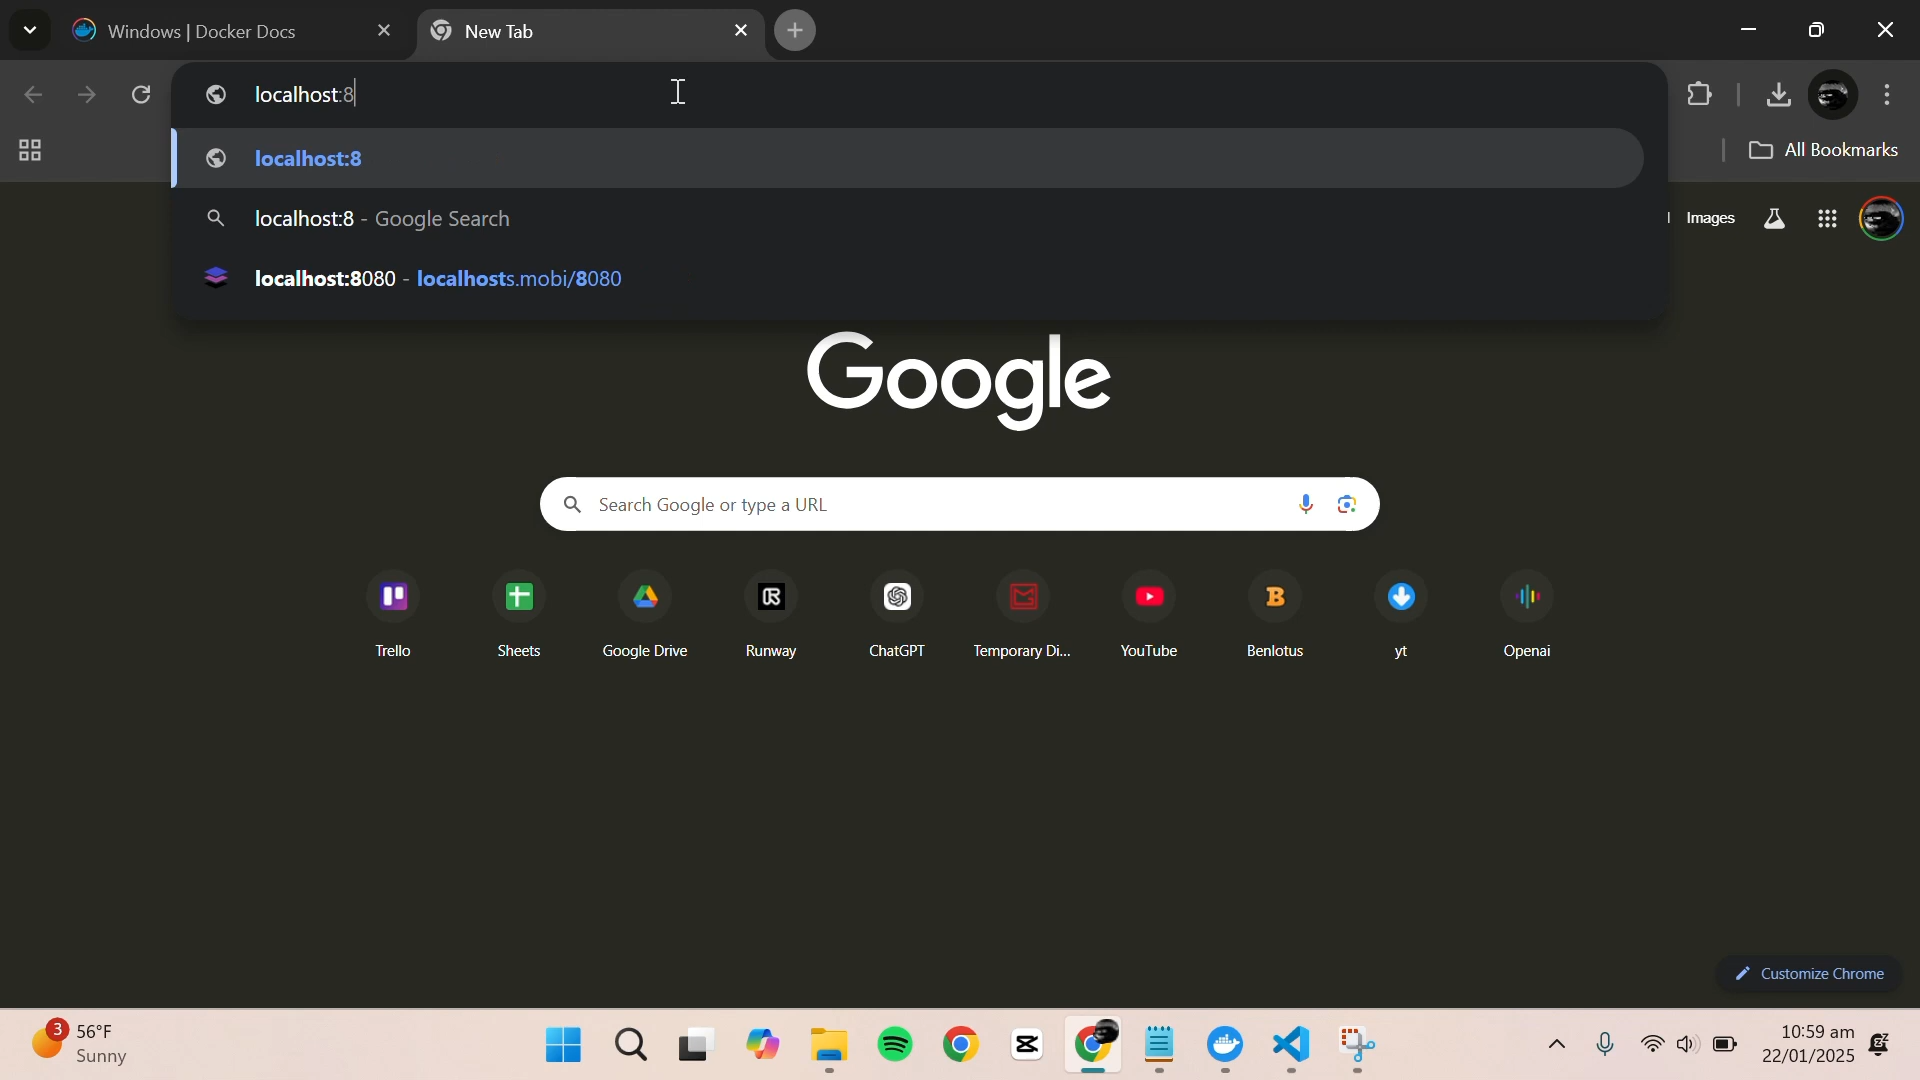 Windows | Docker Docs
New Tab
localhost:8
localhost:8
localhost:8 - Google Search
localhost:8080 - localhosts.mobi/8080
All Bookmarks
Images
Google
Search Google or type a URL
Trello
Sheets
Google Drive
Runway
ChatGPT
Temporary Di...
YouTube
Benlotus
yt
Openai
Customize Chrome
3
56°F
Sunny
10:59 am
22/01/2025